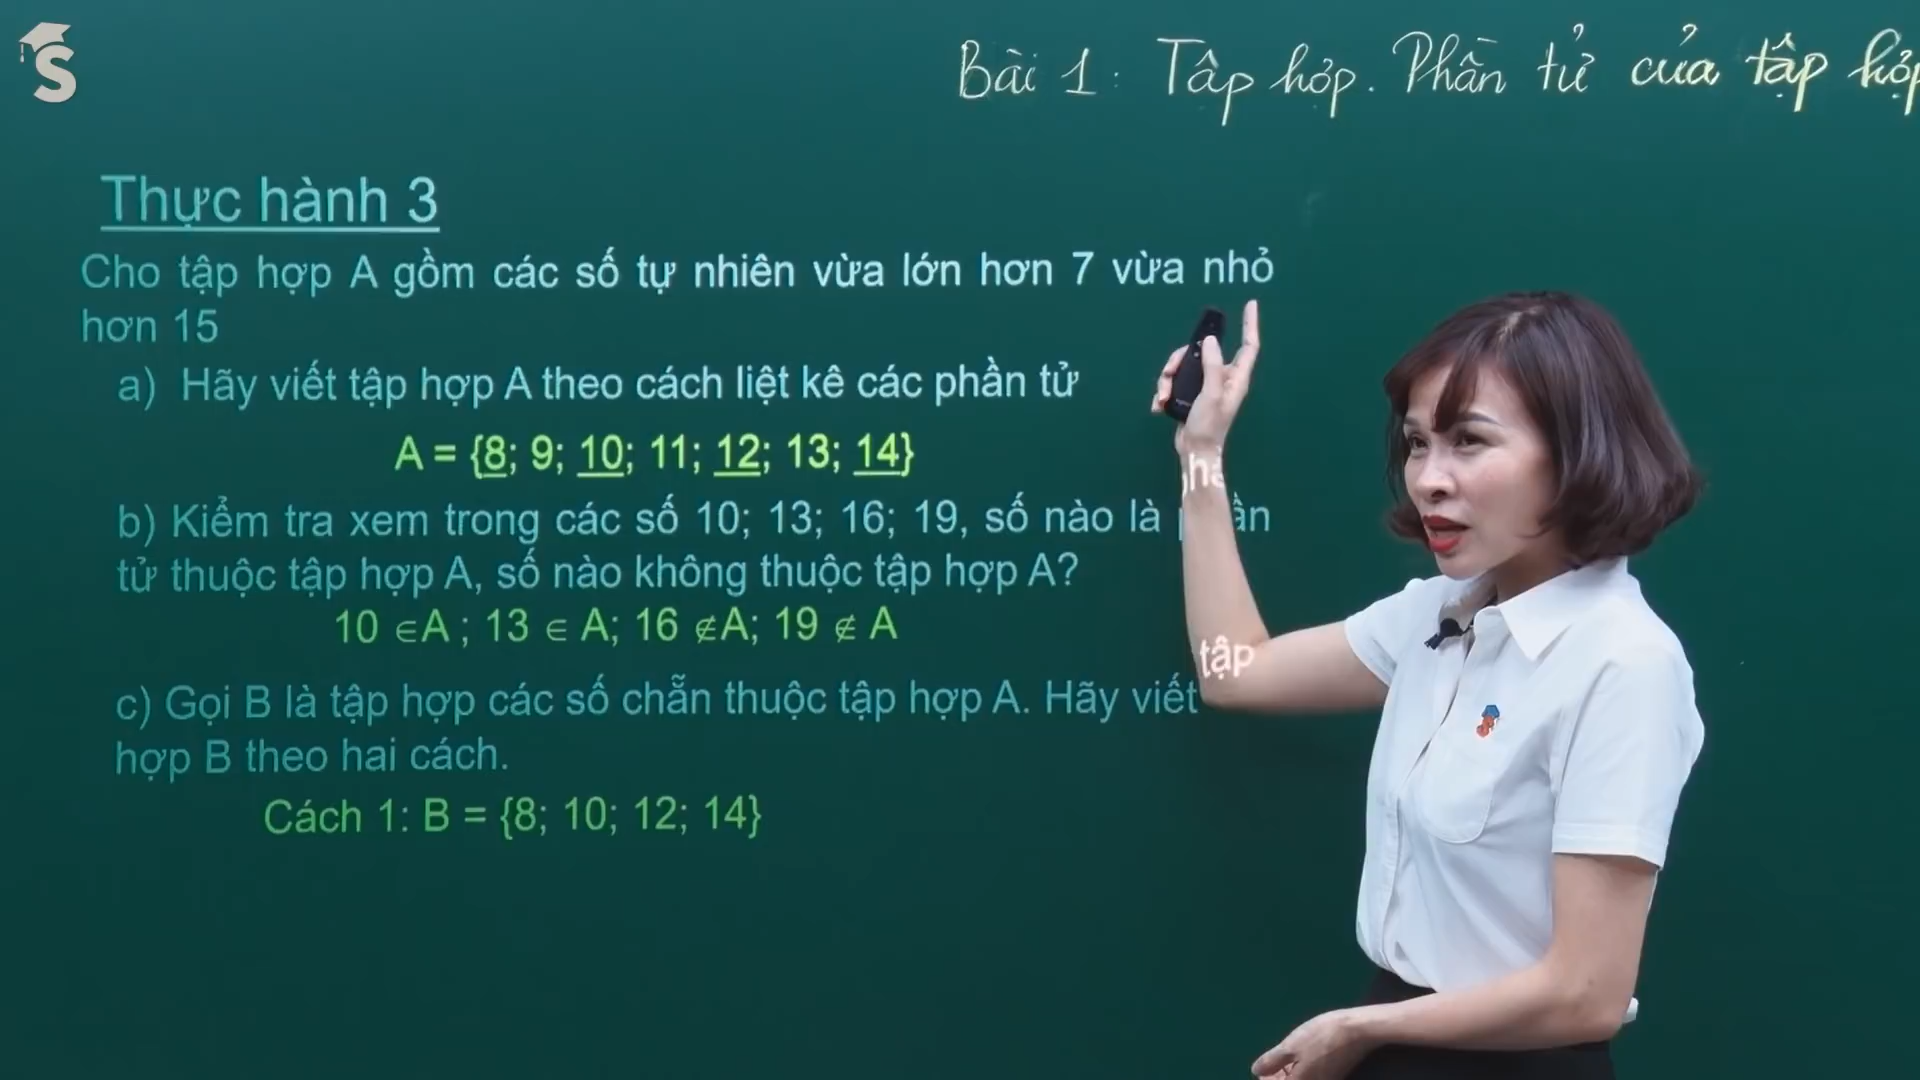 Bài 1: Tâp hợp. Phần tử của tập hợp
Thực hành 3
Cho tập hợp A gồm các số tự nhiên vừa lớn hơn 7 vừa nhỏ
hơn 15
a) Hãy viết tập hợp A theo cách liệt kê các phần tử
A = {8; 9; 10; 11; 12; 13; 14}
b) Kiểm tra xem trong các số 10; 13; 16; 19, số nào là phần
tử thuộc tập hợp A, số nào không thuộc tập hợp A?
10 ∈A ; 13 ∈ A; 16 ∉A; 19 ∉ A
c) Gọi B là tập hợp các số chẵn thuộc tập hợp A. Hãy viết tập
hợp B theo hai cách.
Cách 1: B = {8; 10; 12; 14}